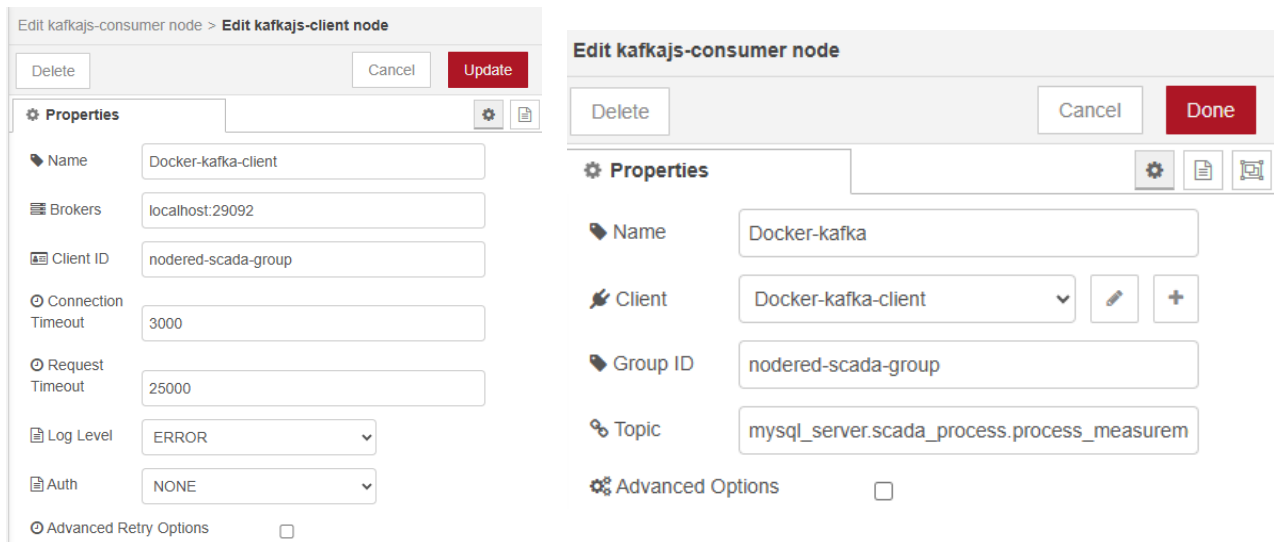 Edit kafkajs-consumer node > Edit kafkajs-client node
Delete
Cancel
Update
Properties
Name
Docker-kafka-client
Brokers
localhost:29092
Client ID
nodered-scada-group
Connection
Timeout
3000
Request
Timeout
25000
Log Level
ERROR
Auth
NONE
Advanced Retry Options
Edit kafkajs-consumer node
Delete
Cancel
Done
Properties
Name
Docker-kafka
Client
Docker-kafka-client
Group ID
nodered-scada-group
Topic
mysql_server.scada_process.process_measurem
Advanced Options